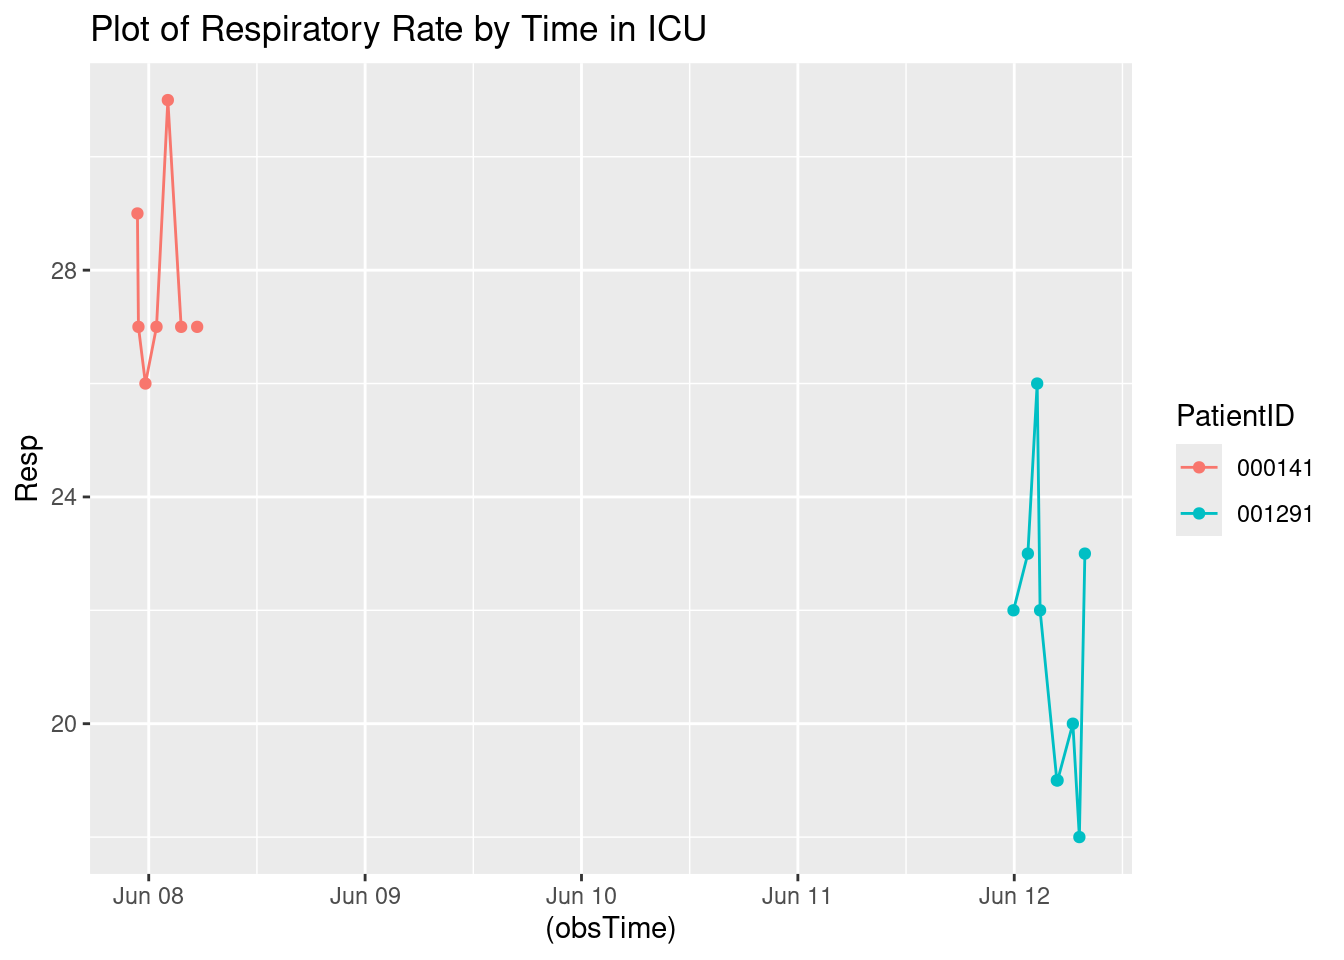 Plot of Respiratory Rate by Time in ICU
28
24
20
Resp
Jun 08 Jun 09 Jun 10 Jun 11 Jun 12
(obsTime)
PatientID
000141
001291